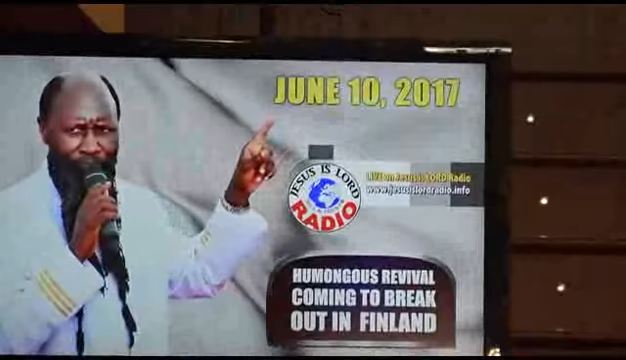 JUNE 10, 2017
JESUS IS LORD
RADIO
LIVE on Jesus is LORD Radio
www.jesusislordradio.info
HUMONGOUS REVIVAL
COMING TO BREAK
OUT IN FINLAND